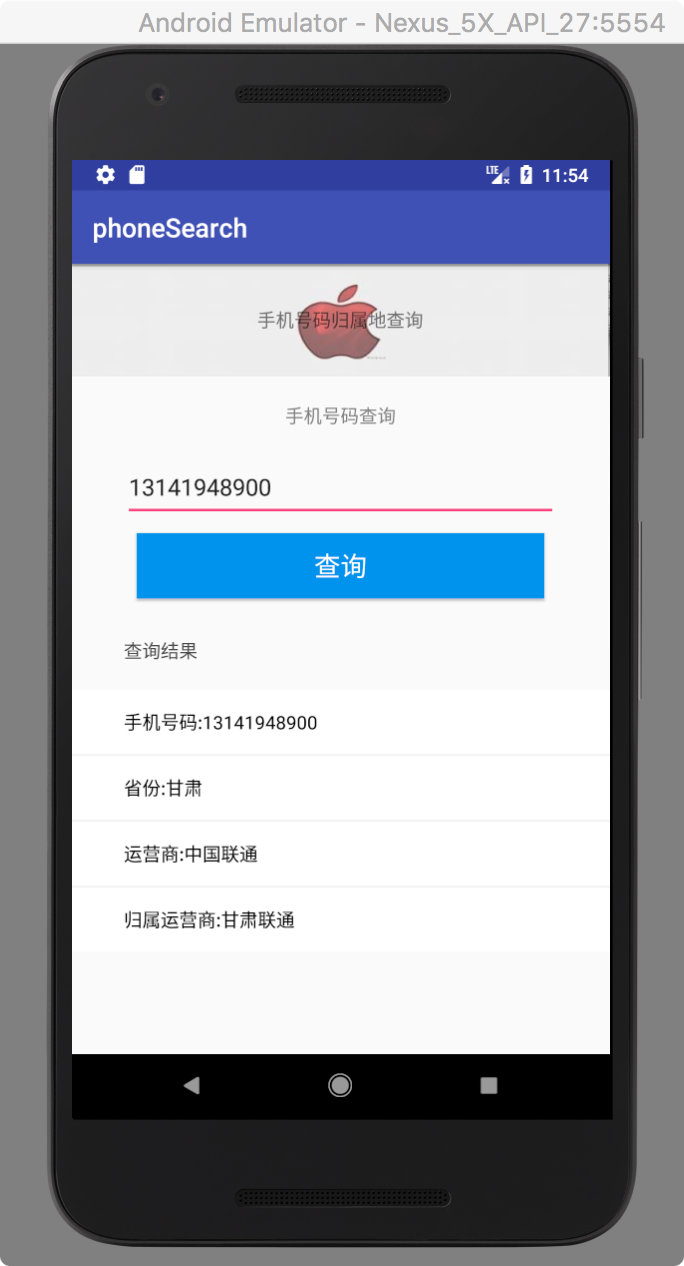 Android Emulator - Nexus_5X_API_27:5554
LTE 11:54
phoneSearch
手机号码归属地查询
手机号码查询
13141948900
查询
查询结果
手机号码:13141948900
省份:甘肃
运营商:中国联通
归属运营商:甘肃联通